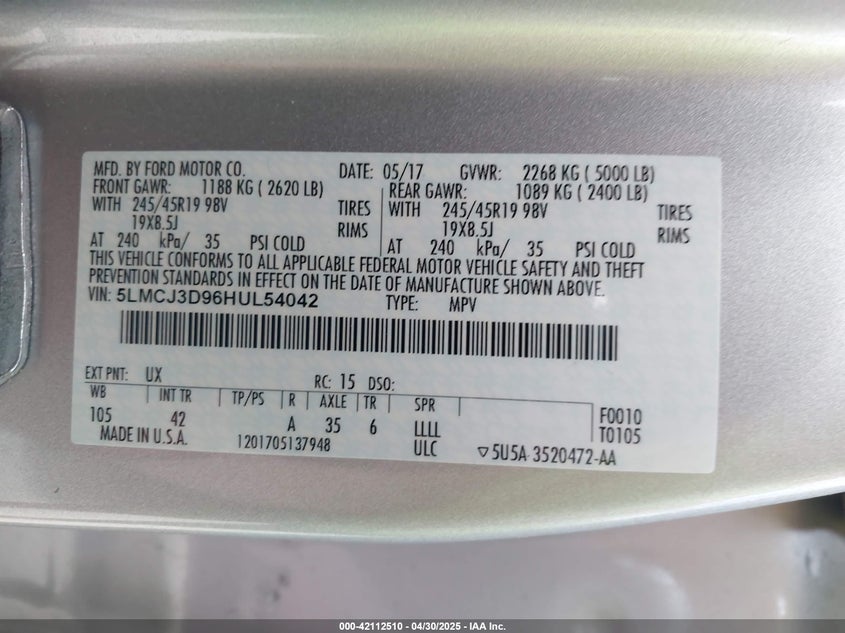 MFD. BY FORD MOTOR CO. DATE: 05/17 GVWR: 2268 KG ( 5000 LB)
FRONT GAWR: 1188 KG ( 2620 LB) REAR GAWR: 1089 KG ( 2400 LB)
WITH 245/45R19 98V TIRES WITH 245/45R19 98V TIRES
19X8.5J RIMS 19X8.5J RIMS
AT 240 kPa/ 35 PSI COLD AT 240 kPa/ 35 PSI COLD
THIS VEHICLE CONFORMS TO ALL APPLICABLE FEDERAL MOTOR VEHICLE SAFETY AND THEFT
PREVENTION STANDARDS IN EFFECT ON THE DATE OF MANUFACTURE SHOWN ABOVE.
VIN: 5LMCJ3D96HUL54042 TYPE: MPV
EXT PNT: UX RC: 15 DSO:
WB INT TR TP/PS R AXLE TR SPR
105 42 A 35 6 LLLL F0010
MADE IN U.S.A. 1201705137948 ULC T0105
▽5U5A 3520472-AA
000-42112510 - 04/30/2025 - IAA Inc.